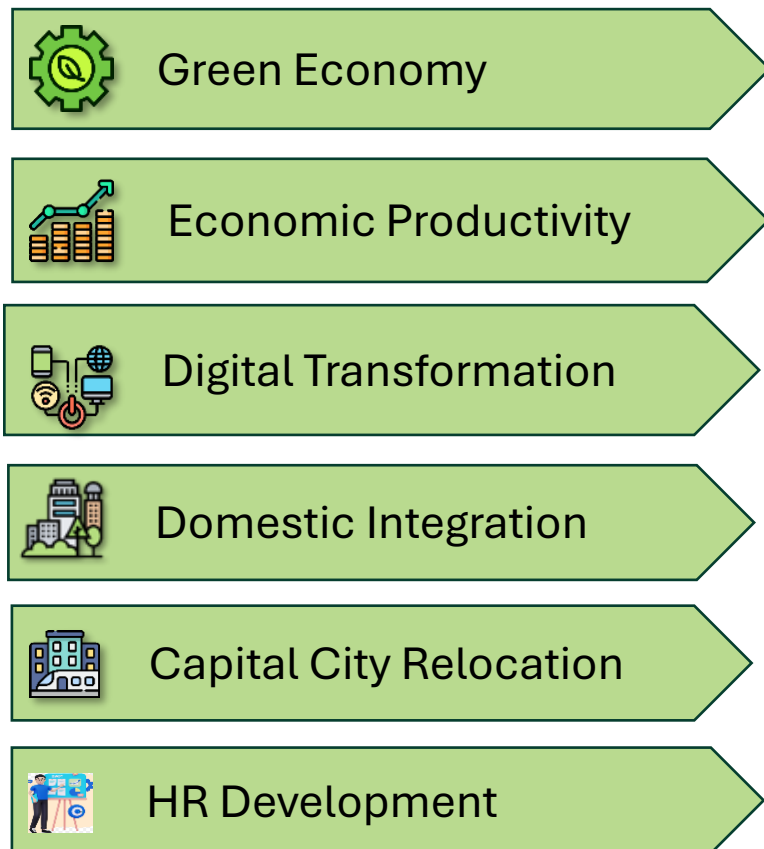 Green Economy
Economic Productivity
Digital Transformation
Domestic Integration
Capital City Relocation
HR Development